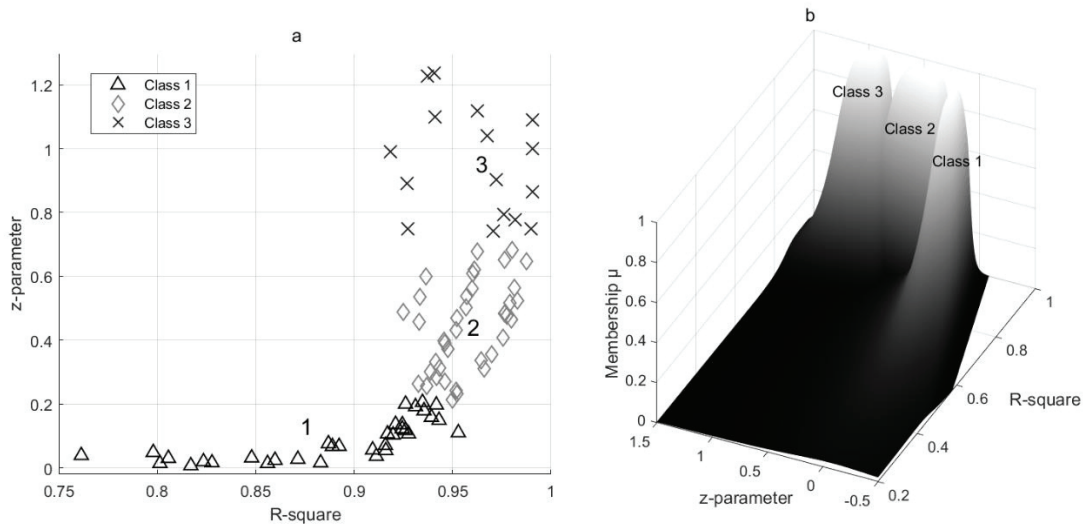 a
z-parameter
1.2
1
0.8
0.6
0.4
0.2
0
Class 1
Class 2
Class 3
3
2
1
0.75
0.8
0.85
0.9
0.95
1
R-square
b
Class 3
Class 2
Class 1
Membership μ
1
0.8
0.6
0.4
0.2
0
1.5
1
0.5
0
-0.5
z-parameter
1
0.8
0.6
0.4
0.2
R-square